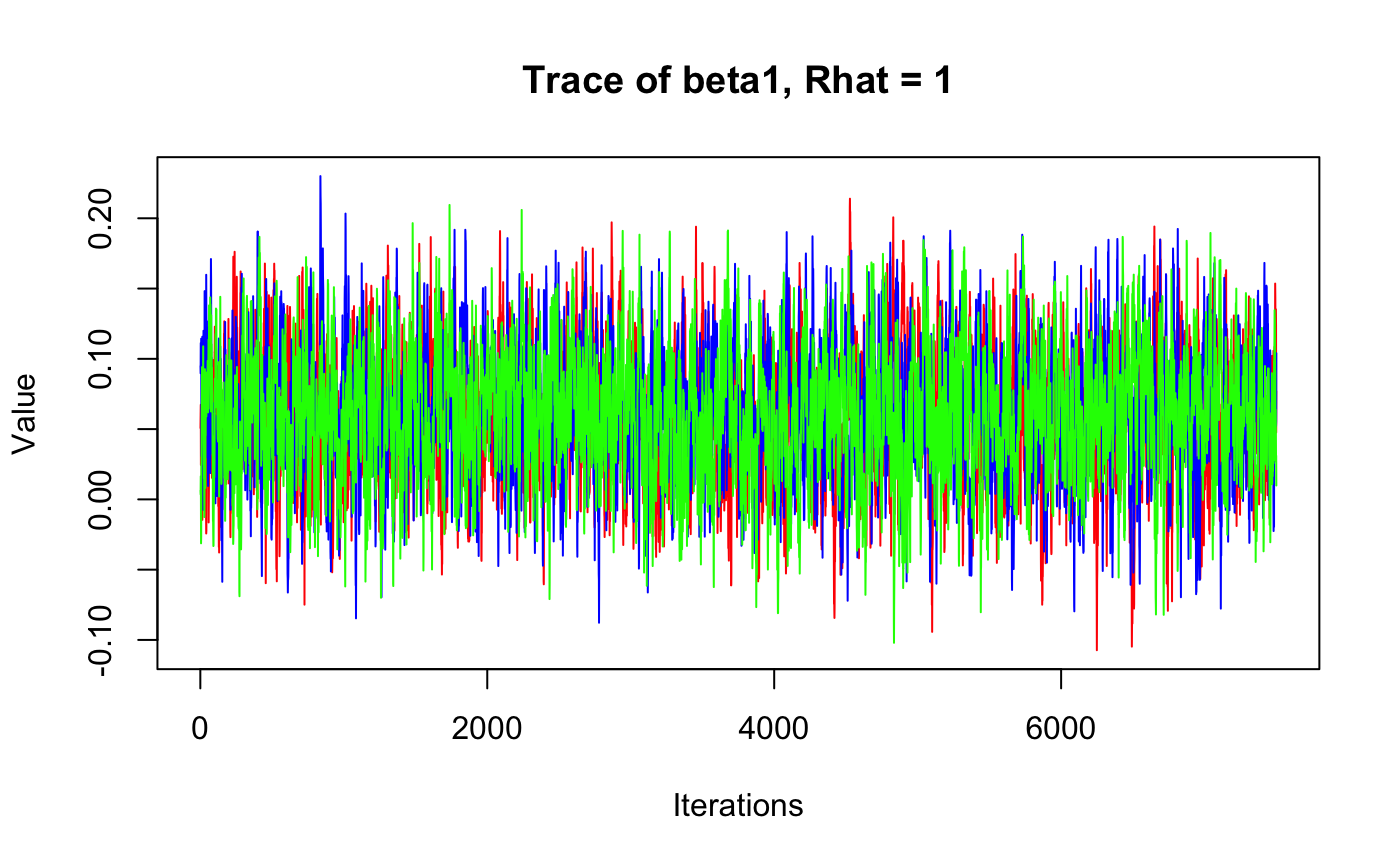 Trace of beta1, Rhat = 1
Value
0.20
0.10
0.00
-0.10
0 2000 4000 6000
Iterations